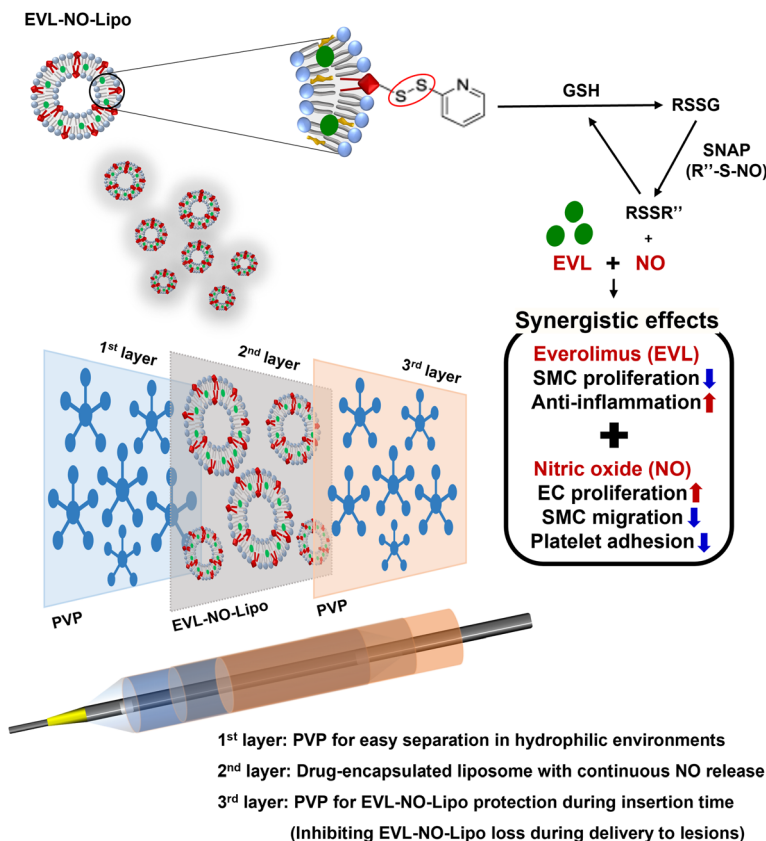 EVL-NO-Lipo
S
S
N
GSH
RSSG
SNAP
(R''-S-NO)
RSSR''
+
EVL + NO
Synergistic effects
Everolimus (EVL)
SMC proliferation
Anti-inflammation
+
Nitric oxide (NO)
EC proliferation
SMC migration
Platelet adhesion
1st layer
2nd layer
3rd layer
PVP
EVL-NO-Lipo
PVP
1st layer: PVP for easy separation in hydrophilic environments
2nd layer: Drug-encapsulated liposome with continuous NO release
3rd layer: PVP for EVL-NO-Lipo protection during insertion time
(Inhibiting EVL-NO-Lipo loss during delivery to lesions)